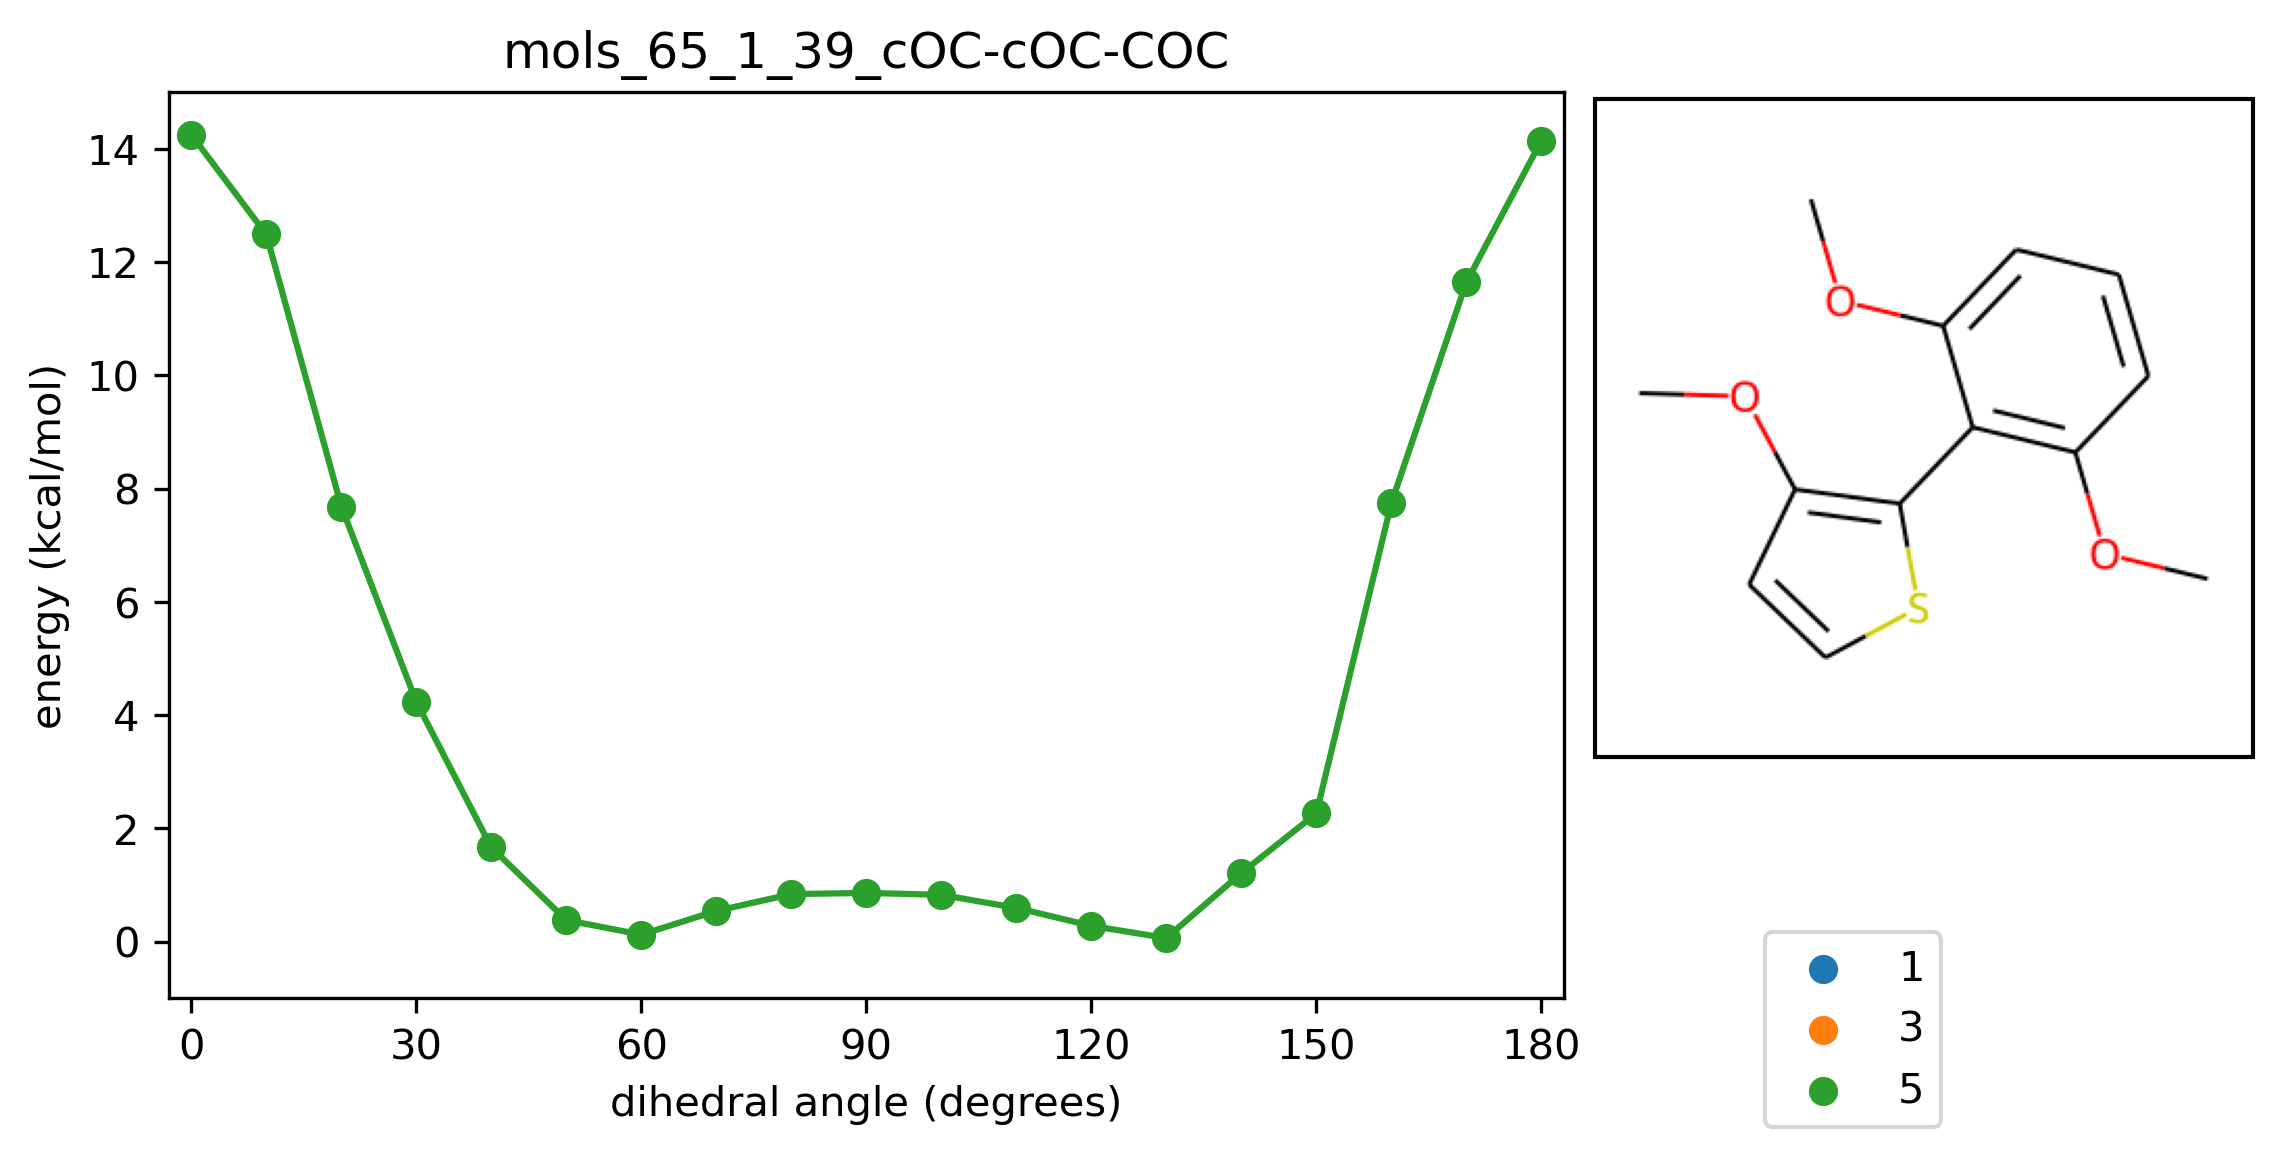 mols_65_1_39_cOC-cOC-COC
energy (kcal/mol)
14
12
10
8
6
4
2
0
0 30 60 90 120 150 180
dihedral angle (degrees)
O
O
O
S
1
3
5